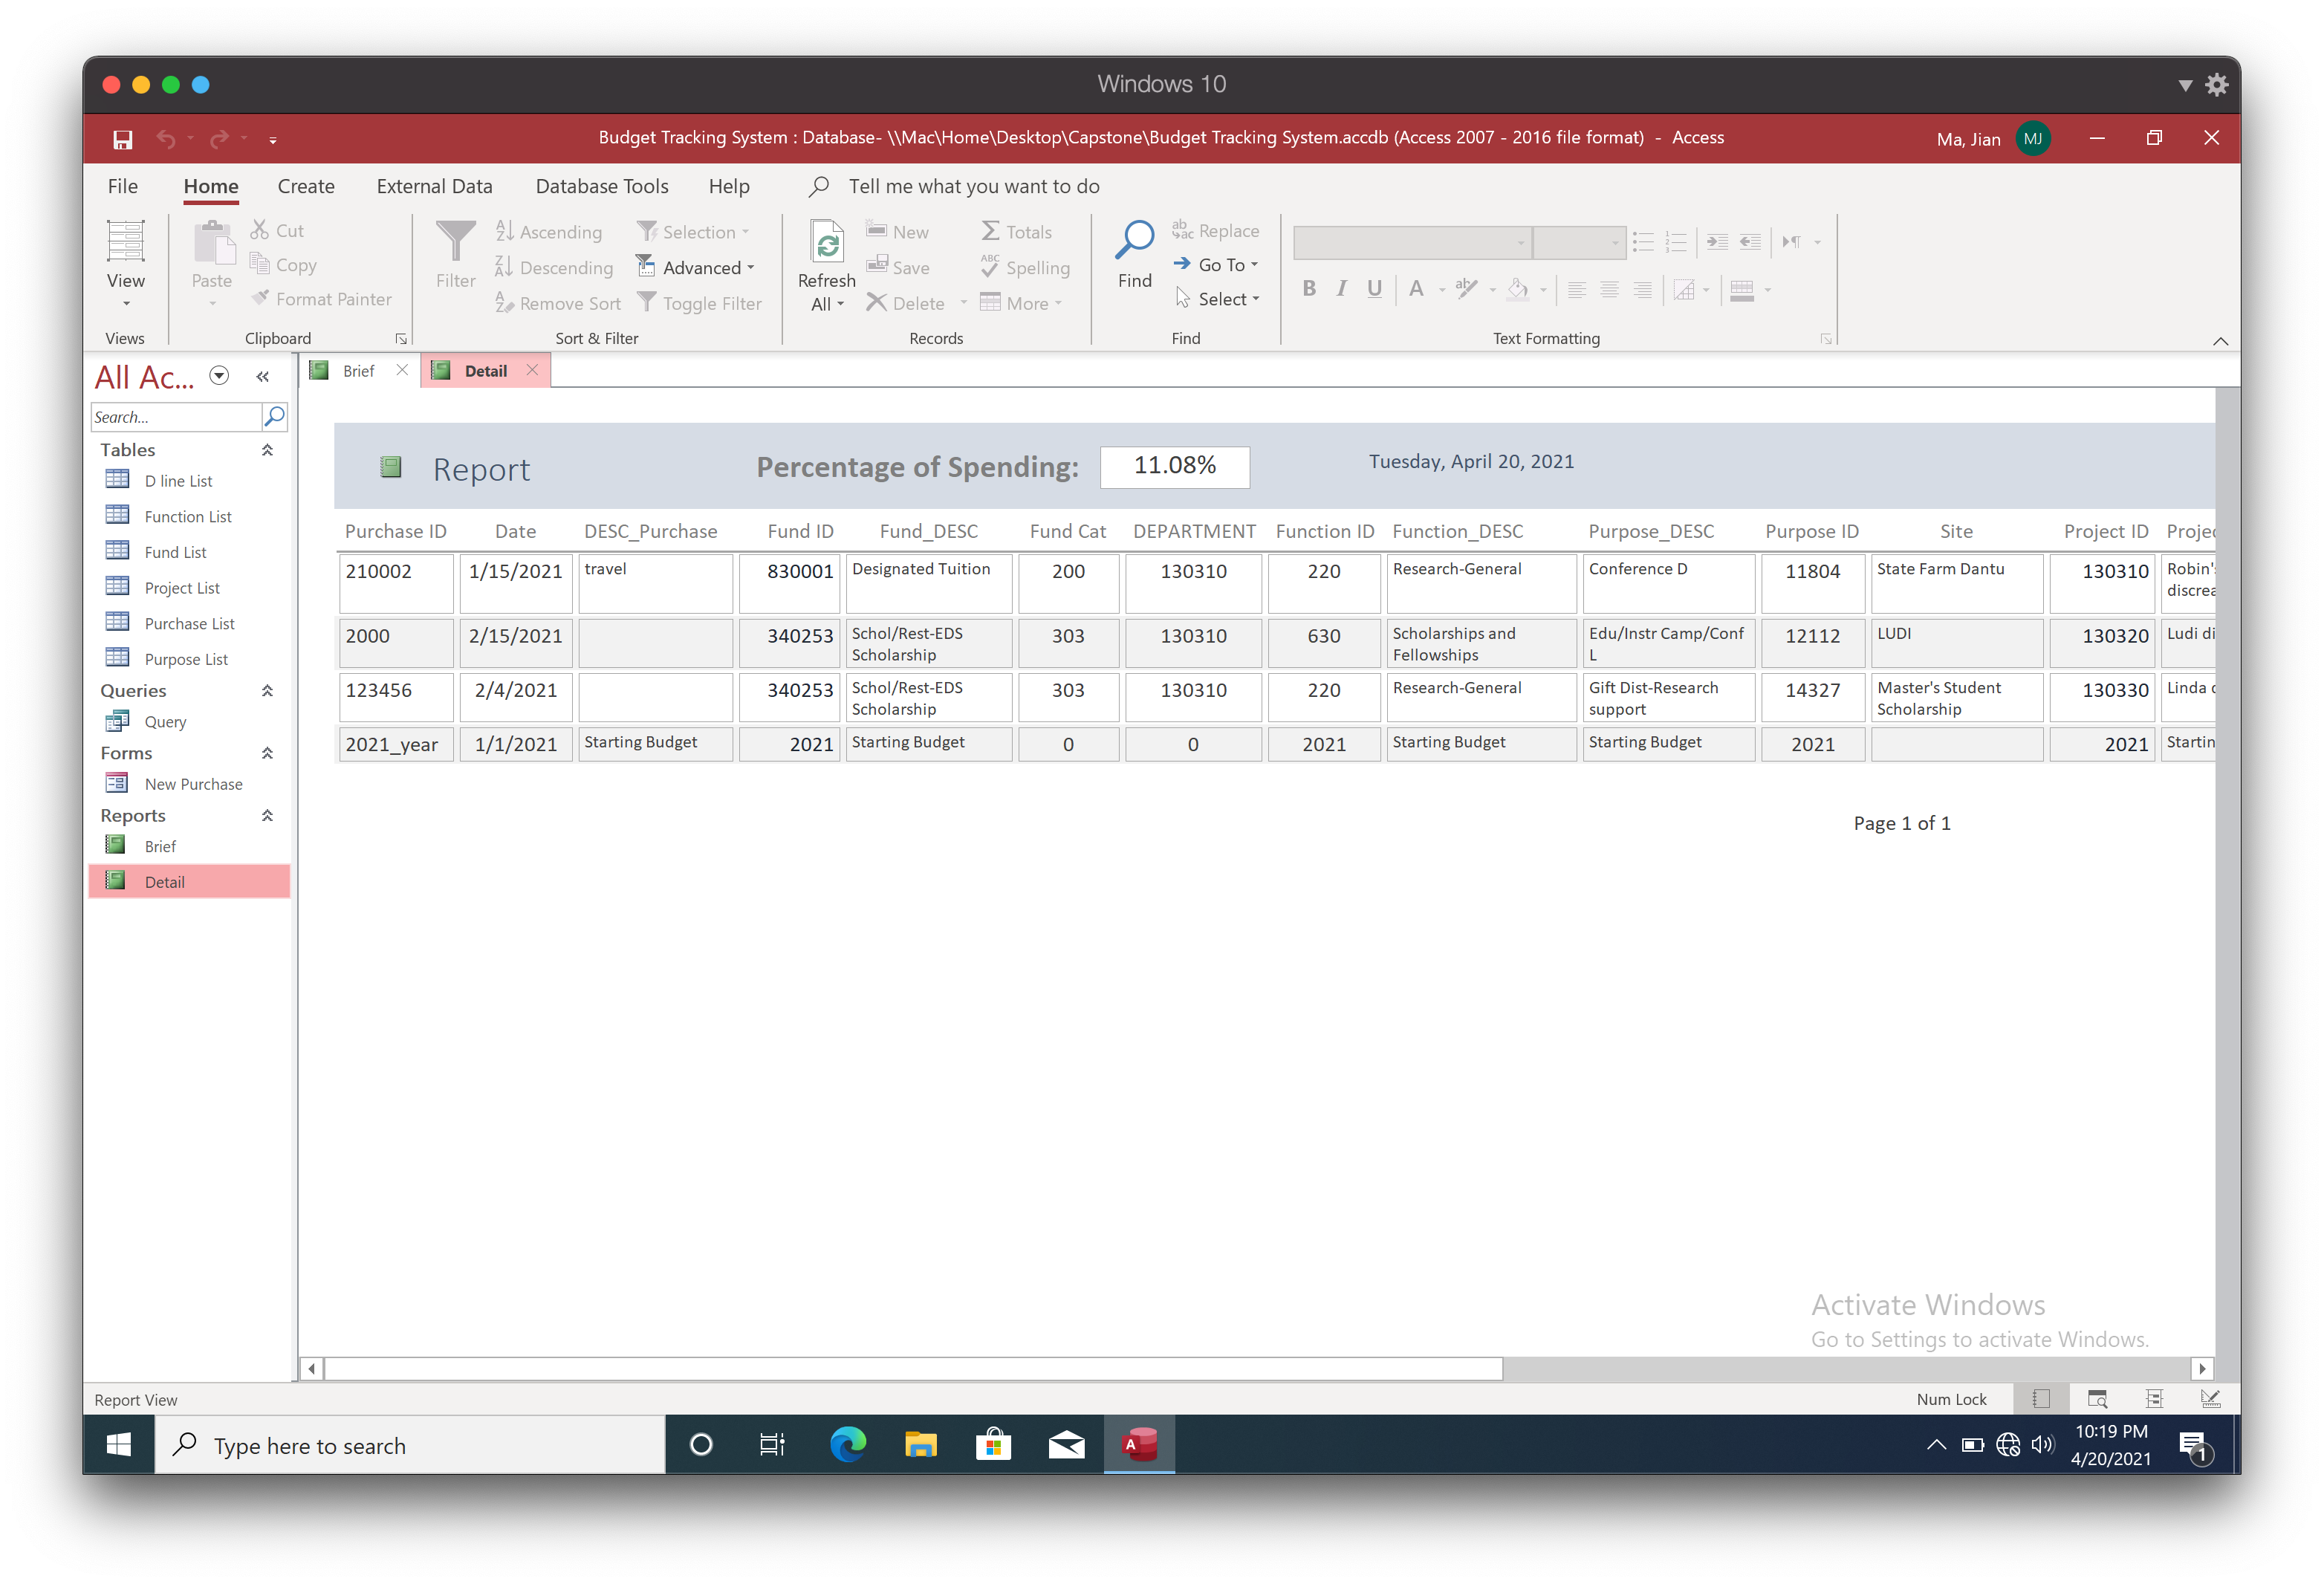 Windows 10
Budget Tracking System : Database- \\Mac\Home\Desktop\Capstone\Budget Tracking System.accdb (Access 2007 - 2016 file format) - Access
Ma, Jian MJ
File Home Create External Data Database Tools Help Tell me what you want to do
View
Views
Paste
Cut
Copy
Format Painter
Clipboard
Filter
Ascending
Descending
Remove Sort
Selection
Advanced
Toggle Filter
Sort & Filter
Refresh
All
New
Save
Delete
Totals
Spelling
More
Records
Find
Replace
Go To
Select
Find
B I U A
Text Formatting
All Ac...
Search...
Tables
D line List
Function List
Fund List
Project List
Purchase List
Purpose List
Queries
Query
Forms
New Purchase
Reports
Brief
Detail
Brief Detail
Report Percentage of Spending: 11.08% Tuesday, April 20, 2021
Purchase ID Date DESC_Purchase Fund ID Fund_DESC Fund Cat DEPARTMENT Function ID Function_DESC Purpose_DESC Purpose ID Site Project ID Projec
210002 1/15/2021 travel 830001 Designated Tuition 200 130310 220 Research-General Conference D 11804 State Farm Dantu 130310 Robin's
discrea
2000 2/15/2021 340253 Schol/Rest-EDS 303 130310 630 Scholarships and Edu/Instr Camp/Conf 12112 LUDI 130320 Ludi di
Scholarship Fellowships L
123456 2/4/2021 340253 Schol/Rest-EDS 303 130310 220 Research-General Gift Dist-Research 14327 Master's Student 130330 Linda d
Scholarship support Scholarship
2021_year 1/1/2021 Starting Budget 2021 Starting Budget 0 0 2021 Starting Budget Starting Budget 2021 2021 Startin
Page 1 of 1
Activate Windows
Go to Settings to activate Windows.
Report View Num Lock
Type here to search
10:19 PM
4/20/2021
1